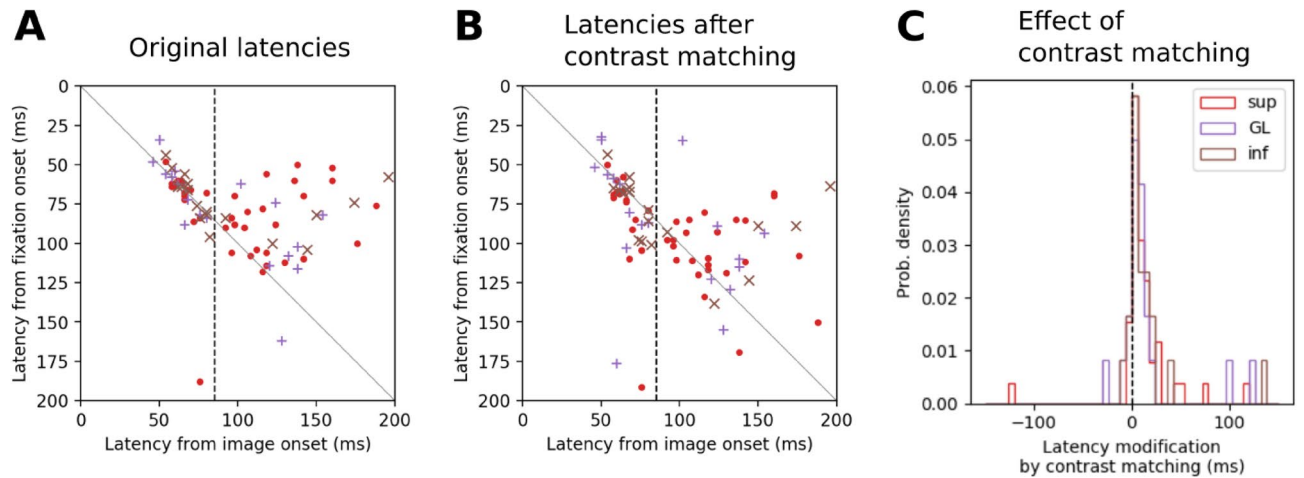 A
Original latencies
0
25
50
75
100
125
150
175
200
Latency from fixation onset (ms)
0
50
100
150
200
Latency from image onset (ms)
B
Latencies after
contrast matching
0
25
50
75
100
125
150
175
200
Latency from fixation onset (ms)
0
50
100
150
200
Latency from image onset (ms)
C
Effect of
contrast matching
0.06
0.05
0.04
0.03
0.02
0.01
0.00
Prob. density
sup
GL
inf
−100
0
100
Latency modification
by contrast matching (ms)